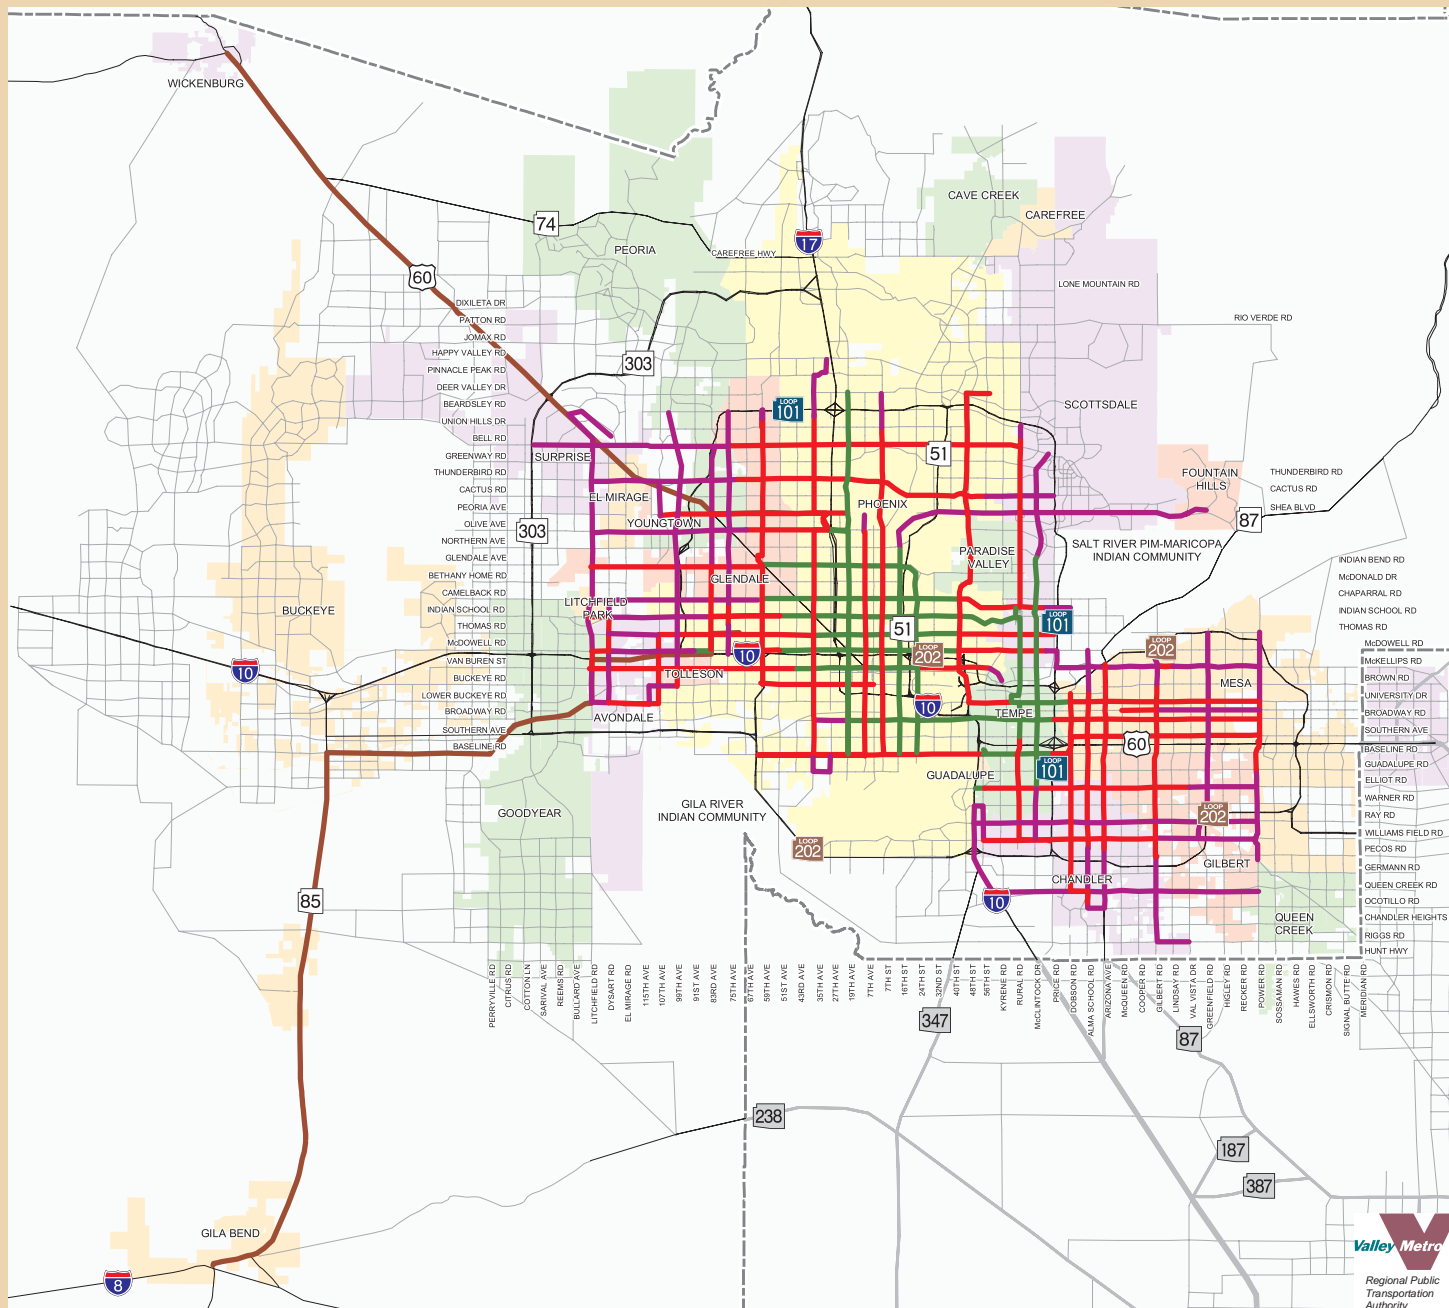 WICKENBURG
CAVE CREEK
CAREFREE
74
PEORIA
17
CAREFREE HWY
60
LONE MOUNTAIN RD
DIXILETA DR
PATTON RD
JOMAX RD
HAPPY VALLEY RD
PINNACLE PEAK RD
DEER VALLEY DR
BEARDSLEY RD
UNION HILLS DR
BELL RD
GREENWAY RD
THUNDERBIRD RD
CACTUS RD
PEORIA AVE
OLIVE AVE
NORTHERN AVE
GLENDALE AVE
BETHANY HOME RD
CAMELBACK RD
INDIAN SCHOOL RD
THOMAS RD
McDOWELL RD
VAN BUREN ST
BUCKEYE RD
LOWER BUCKEYE RD
BROADWAY RD
SOUTHERN AVE
BASELINE RD
RIO VERDE RD
303
LOOP
101
SCOTTSDALE
51
SURPRISE
EL MIRAGE
YOUNGTOWN
PHOENIX
FOUNTAIN
HILLS
THUNDERBIRD RD
CACTUS RD
SHEA BLVD
87
303
SALT RIVER PIM-MARICOPA
INDIAN COMMUNITY
PARADISE
VALLEY
GLENDALE
LITCHFIELD
PARK
BUCKEYE
51
LOOP
101
LOOP
202
LOOP
202
10
10
TOLLESON
MESA
10
TEMPE
AVONDALE
60
LOOP
101
GUADALUPE
GOODYEAR
GILA RIVER
INDIAN COMMUNITY
LOOP
202
LOOP
202
GILBERT
CHANDLER
10
QUEEN
CREEK
85
INDIAN BEND RD
McDONALD DR
CHAPARRAL RD
INDIAN SCHOOL RD
THOMAS RD
McDOWELL RD
McKELLIPS RD
BROWN RD
UNIVERSITY DR
BROADWAY RD
SOUTHERN AVE
BASELINE RD
GUADALUPE RD
ELLIOT RD
WARNER RD
RAY RD
WILLIAMS FIELD RD
PECOS RD
GERMANN RD
QUEEN CREEK RD
OCOTILLO RD
CHANDLER HEIGHTS
RIGGS RD
HUNT HWY
PERRYVILLE RD
CITRUS RD
COTTON LN
SARIVAL AVE
REEMS RD
BULLARD AVE
LITCHFIELD RD
DYSART RD
EL MIRAGE RD
115TH AVE
107TH AVE
99TH AVE
91ST AVE
83RD AVE
75TH AVE
67TH AVE
59TH AVE
51ST AVE
43RD AVE
35TH AVE
27TH AVE
19TH AVE
7TH AVE
7TH ST
16TH ST
24TH ST
32ND ST
40TH ST
48TH ST
56TH ST
KYRENE RD
RURAL RD
McCLINTOCK DR
PRICE RD
DOBSON RD
ALMA SCHOOL RD
ARIZONA AVE
McQUEEN RD
COOPER RD
GILBERT RD
LINDSAY RD
VAL VISTA DR
GREENFIELD RD
HIGLEY RD
RECKER RD
POWER RD
SOSSAMAN RD
HAWES RD
ELLSWORTH RD
CRISMON RD
SIGNAL BUTTE RD
MERIDIAN RD
347
87
238
187
387
GILA BEND
8
Valley Metro
Regional Public
Transportation
Authority